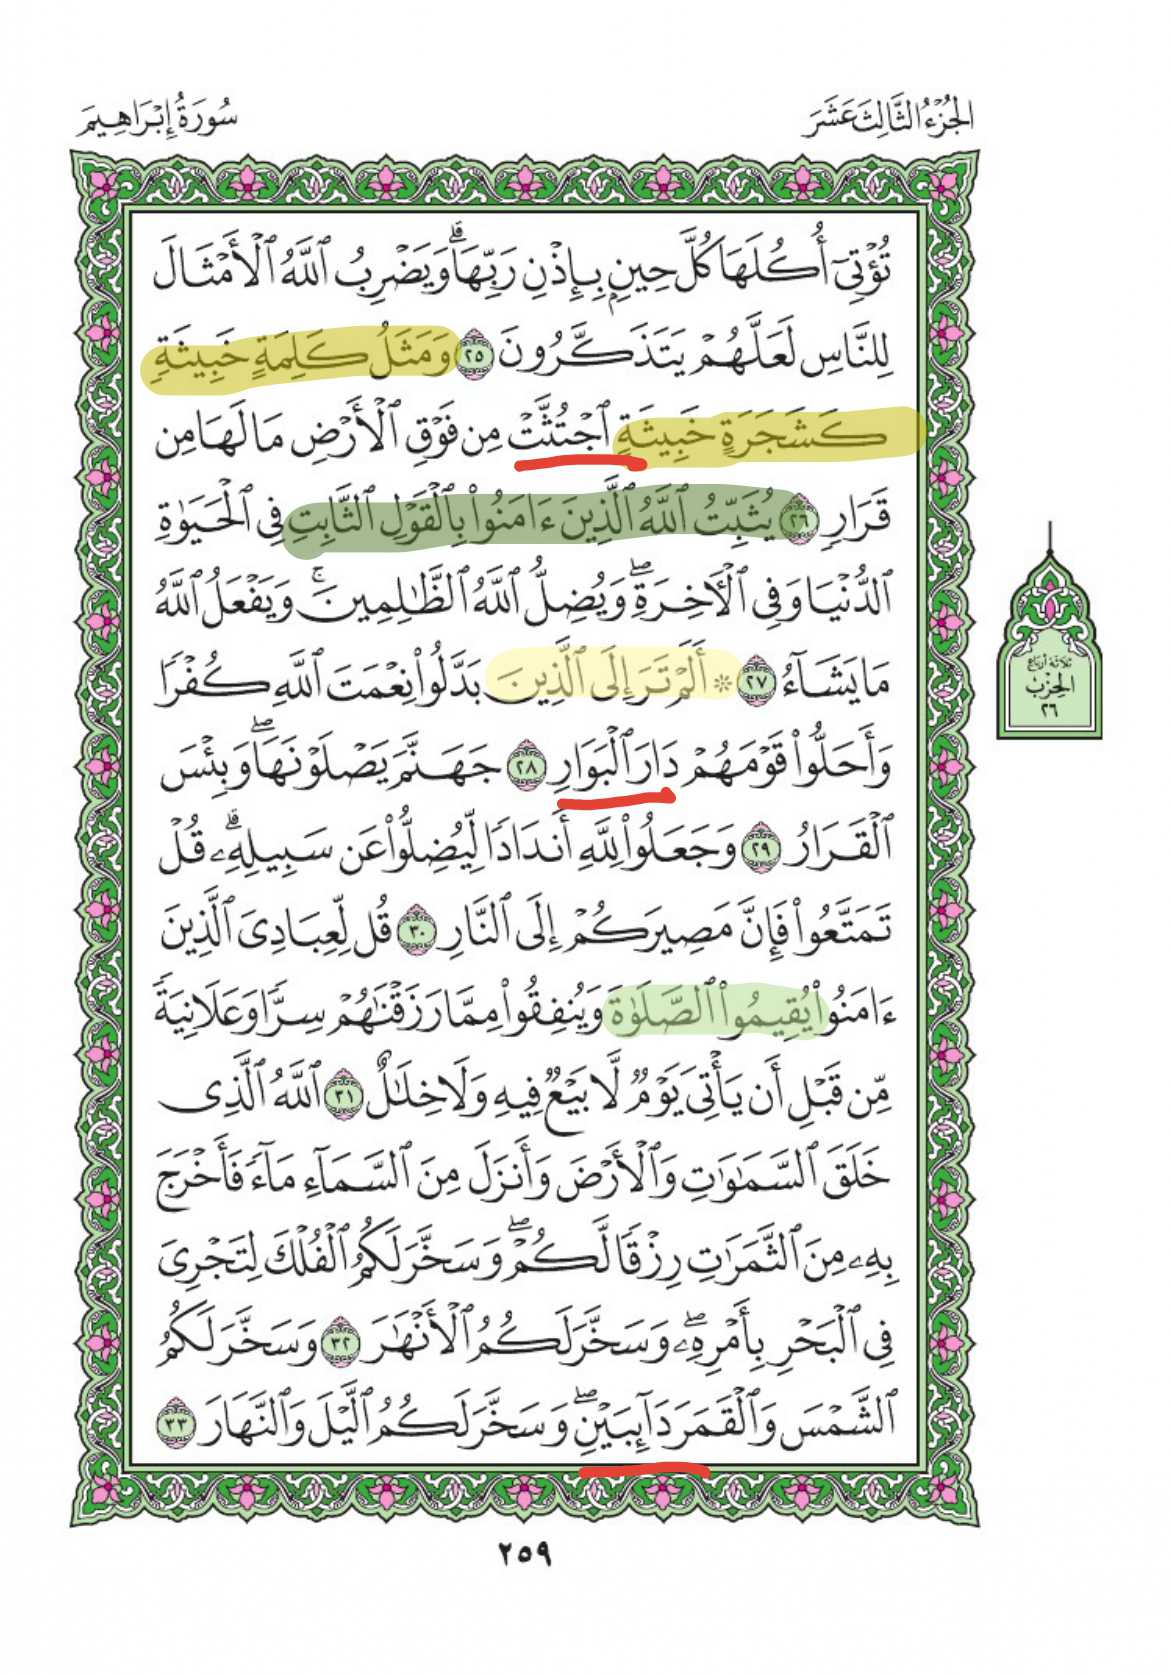 الجُزْءُ الثَّالِثَ عَشَرَ
سُورَةُ إِبْرَاهِيمَ
تُؤْتِىٓ أُكُلَهَا كُلَّ حِينِۭ بِإِذْنِ رَبِّهَاۗ وَيَضْرِبُ ٱللَّهُ ٱلْأَمْثَالَ
لِلنَّاسِ لَعَلَّهُمْ يَتَذَكَّرُونَ ٢٥ وَمَثَلُ كَلِمَةٍ خَبِيثَةٍ
كَشَجَرَةٍ خَبِيثَةٍ ٱجْتُثَّتْ مِن فَوْقِ ٱلْأَرْضِ مَا لَهَا مِن
قَرَارٍ ٢٦ يُثَبِّتُ ٱللَّهُ ٱلَّذِينَ ءَامَنُوا۟ بِٱلْقَوْلِ ٱلثَّابِتِ فِى ٱلْحَيَوٰةِ
ٱلدُّنْيَا وَفِى ٱلْـَٔاخِرَةِۖ وَيُضِلُّ ٱللَّهُ ٱلظَّـٰلِمِينَۚ وَيَفْعَلُ ٱللَّهُ
مَا يَشَآءُ ٢٧ ۞ أَلَمْ تَرَ إِلَى ٱلَّذِينَ بَدَّلُوا۟ نِعْمَتَ ٱللَّهِ كُفْرًا
وَأَحَلُّوا۟ قَوْمَهُمْ دَارَ ٱلْبَوَارِ ٢٨ جَهَنَّمَ يَصْلَوْنَهَاۖ وَبِئْسَ
ٱلْقَرَارُ ٢٩ وَجَعَلُوا۟ لِلَّهِ أَندَادًا لِّيُضِلُّوا۟ عَن سَبِيلِهِۦۗ قُلْ
تَمَتَّعُوا۟ فَإِنَّ مَصِيرَكُمْ إِلَى ٱلنَّارِ ٣٠ قُل لِّعِبَادِىَ ٱلَّذِينَ
ءَامَنُوا۟ يُقِيمُوا۟ ٱلصَّلَوٰةَ وَيُنفِقُوا۟ مِمَّا رَزَقْنَـٰهُمْ سِرًّا وَعَلَانِيَةً
مِّن قَبْلِ أَن يَأْتِىَ يَوْمٌ لَّا بَيْعٌ فِيهِ وَلَا خِلَـٰلٌ ٣١ ٱللَّهُ ٱلَّذِى
خَلَقَ ٱلسَّمَـٰوَٰتِ وَٱلْأَرْضَ وَأَنزَلَ مِنَ ٱلسَّمَآءِ مَآءً فَأَخْرَجَ
بِهِۦ مِنَ ٱلثَّمَرَٰتِ رِزْقًا لَّكُمْۖ وَسَخَّرَ لَكُمُ ٱلْفُلْكَ لِتَجْرِىَ
فِى ٱلْبَحْرِ بِأَمْرِهِۦۖ وَسَخَّرَ لَكُمُ ٱلْأَنْهَـٰرَ ٣٢ وَسَخَّرَ لَكُمُ
ٱلشَّمْسَ وَٱلْقَمَرَ دَآئِبَيْنِۖ وَسَخَّرَ لَكُمُ ٱلَّيْلَ وَٱلنَّهَارَ ٣٣
ثلاثة أرباع
الحزب
٢٦
٢٥٩